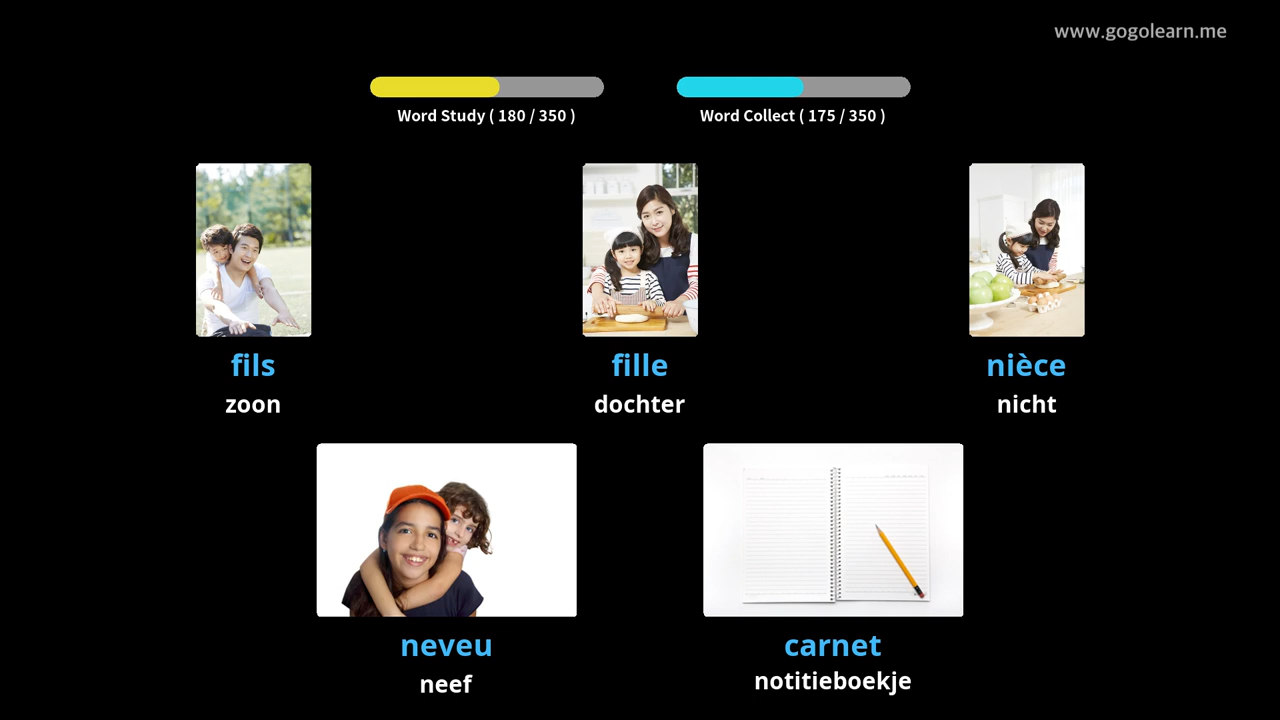 www.gogolearn.me
Word Study ( 180 / 350 )
Word Collect ( 175 / 350 )
fils
zoon
fille
dochter
nièce
nicht
neveu
neef
carnet
notitieboekje